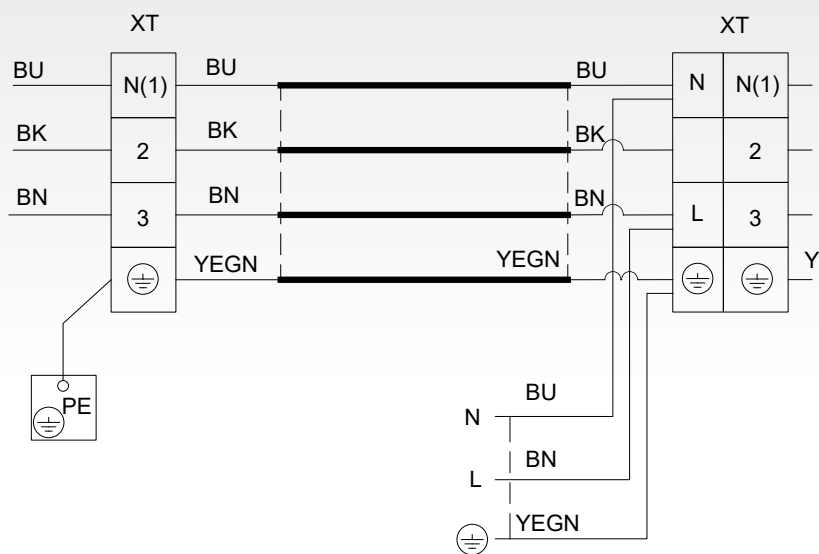 XT XT
BU BU BU N N(1)
N(1)
BK BK BK
2 2
BN BN BN L 3
3
YEGN YEGN Y
PE
N BU
L BN
YEGN